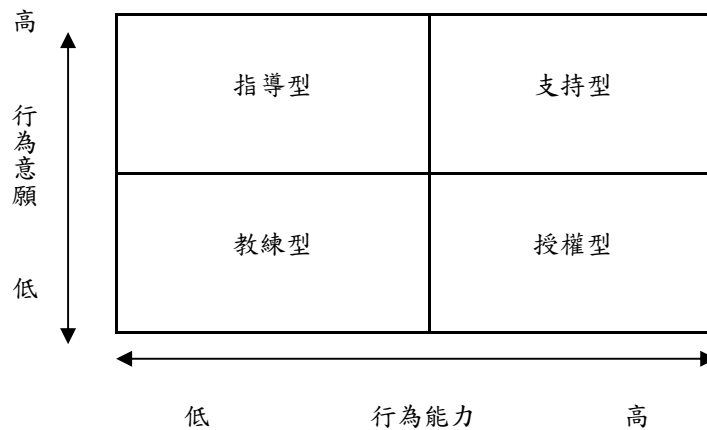 高
指導型 支持型
行為意願
教練型 授權型
低
低 行為能力 高